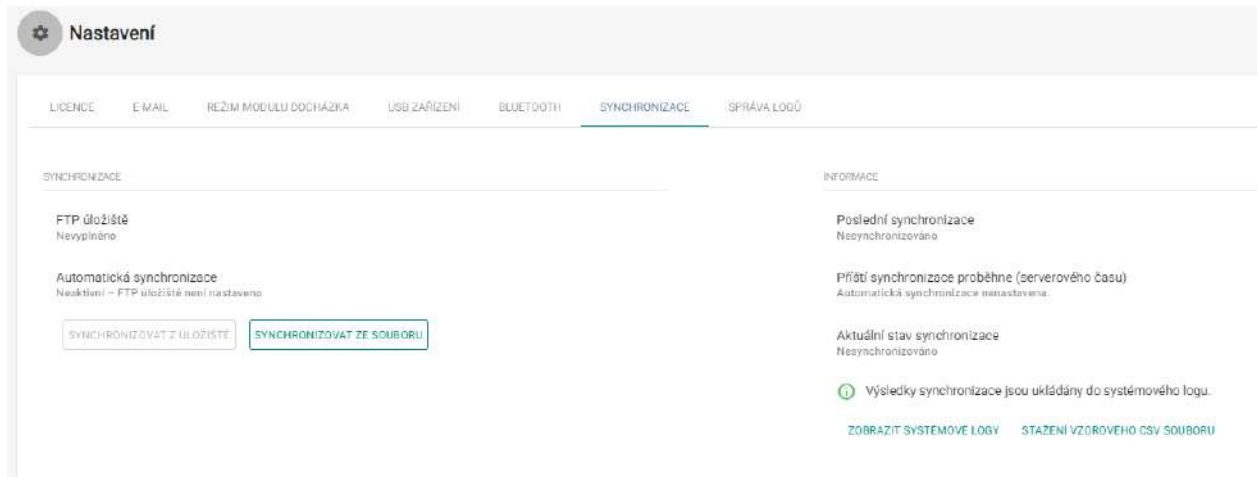 Nastavení
LICENCE E-MAIL REŽIM MODULU DOCHÁZKA USB ZAŘÍZENÍ BLUETOOTH SYNCHRONIZACE SPRÁVA LOGŮ
SYNCHRONIZACE
FTP úložiště
Nevyplněno
Automatická synchronizace
Neaktivní – FTP úložiště není nastaveno
SYNCHRONIZOVAT Z ÚLOŽIŠTĚ SYNCHRONIZOVAT ZE SOUBORU
INFORMACE
Poslední synchronizace
Nesynchronizováno
Příští synchronizace proběhne (serverového času)
Automatická synchronizace nenastavena.
Aktuální stav synchronizace
Nesynchronizováno
Výsledky synchronizace jsou ukládány do systémového logu.
ZOBRAZIT SYSTÉMOVÉ LOGY STAŽENÍ VZOROVÉHO CSV SOUBORU